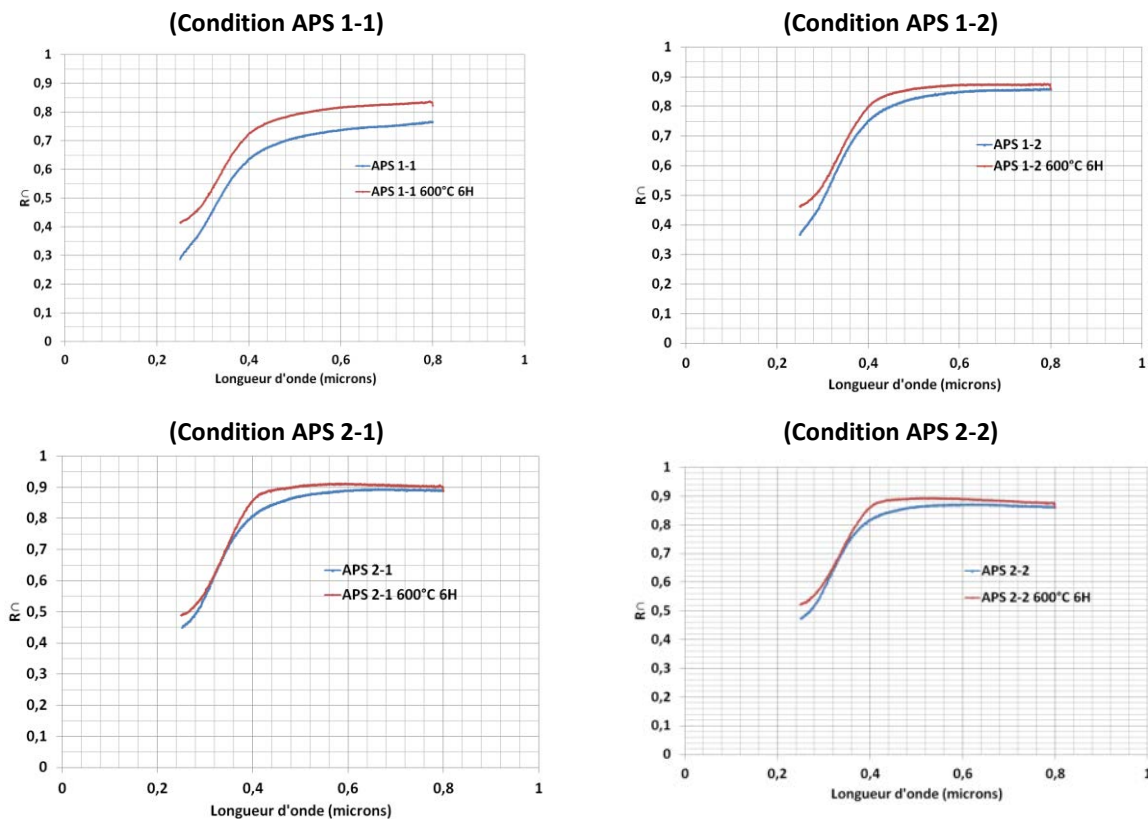 (Condition APS 1-1)
1
0,9
0,8
0,7
0,6
0,5
0,4
0,3
0,2
0,1
0
R∩
APS 1-1
APS 1-1 600°C 6H
0 0,2 0,4 0,6 0,8 1
Longueur d'onde (microns)
(Condition APS 1-2)
1
0,9
0,8
0,7
0,6
0,5
0,4
0,3
0,2
0,1
0
R∩
APS 1-2
APS 1-2 600°C 6H
0 0,2 0,4 0,6 0,8 1
Longueur d'onde (microns)
(Condition APS 2-1)
1
0,9
0,8
0,7
0,6
0,5
0,4
0,3
0,2
0,1
0
R∩
APS 2-1
APS 2-1 600°C 6H
0 0,2 0,4 0,6 0,8 1
Longueur d'onde (microns)
(Condition APS 2-2)
1
0,9
0,8
0,7
0,6
0,5
0,4
0,3
0,2
0,1
0
R∩
APS 2-2
APS 2-2 600°C 6H
0 0,2 0,4 0,6 0,8 1
Longueur d'onde (microns)